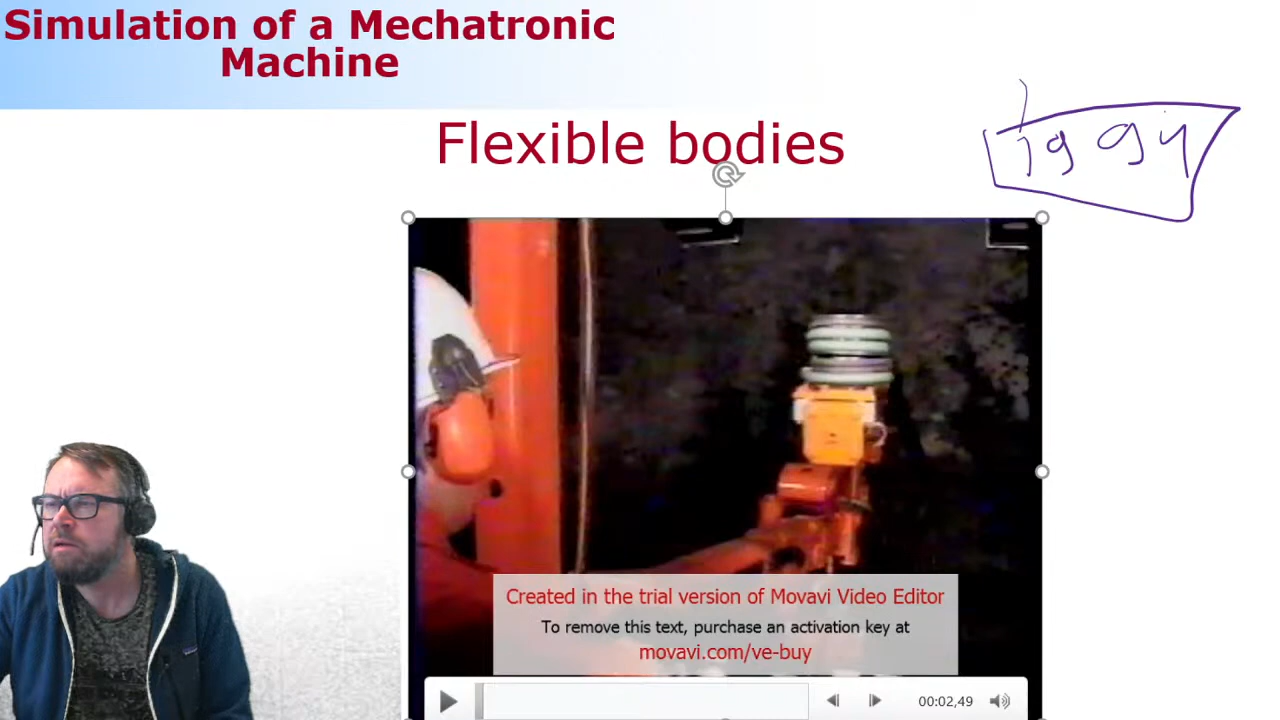 Simulation of a Mechatronic
Machine
Flexible bodies
1994
Created in the trial version of Movavi Video Editor
To remove this text, purchase an activation key at
movavi.com/ve-buy
00:02,49